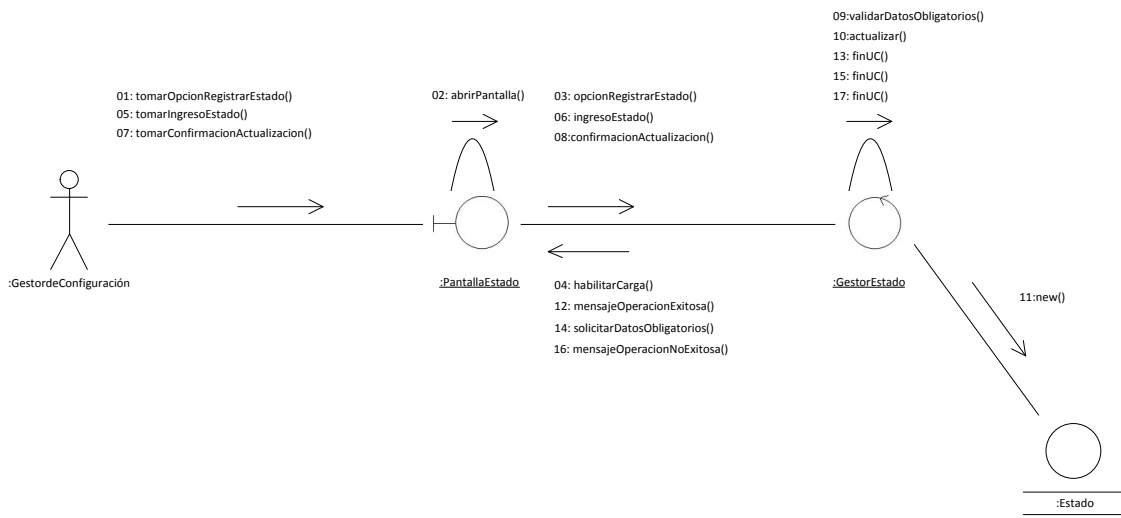 09:validarDatosObligatorios()
10:actualizar()
13: finUC()
15: finUC()
17: finUC()
01: tomarOpcionRegistrarEstado()
05: tomarIngresoEstado()
07: tomarConfirmacionActualizacion()
02: abrirPantalla()
03: opcionRegistrarEstado()
06: ingresoEstado()
08:confirmacionActualizacion()
:GestordeConfiguración
:PantallaEstado
:GestorEstado
04: habilitarCarga()
12: mensajeOperacionExitosa()
14: solicitarDatosObligatorios()
16: mensajeOperacionNoExitosa()
11:new()
:Estado